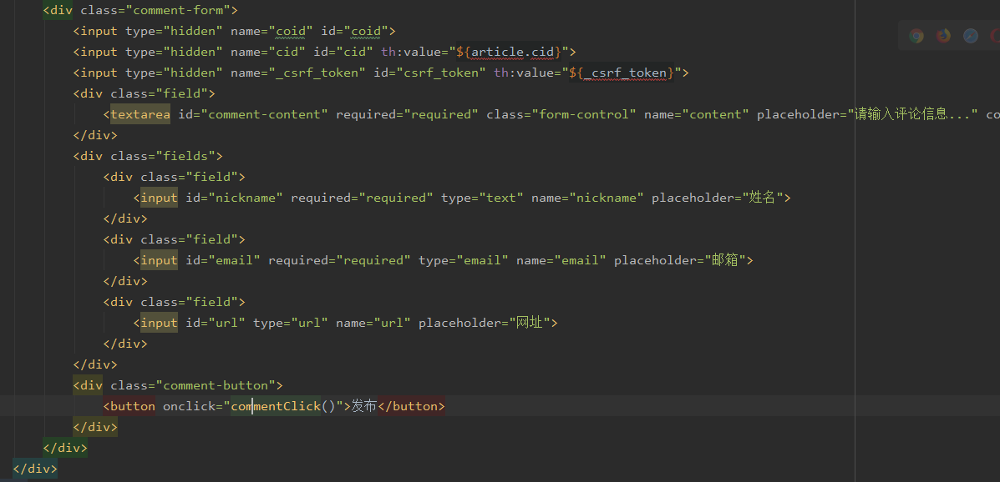 <div class="comment-form">
<input type="hidden" name="coid" id="coid">
<input type="hidden" name="cid" id="cid" th:value="${article.cid}">
<input type="hidden" name="_csrf_token" id="csrf_token" th:value="${_csrf_token}">
<div class="field">
<textarea id="comment-content" required="required" class="form-control" name="content" placeholder="请输入评论信息..." co
</div>
<div class="fields">
<div class="field">
<input id="nickname" required="required" type="text" name="nickname" placeholder="姓名">
</div>
<div class="field">
<input id="email" required="required" type="email" name="email" placeholder="邮箱">
</div>
<div class="field">
<input id="url" type="url" name="url" placeholder="网址">
</div>
</div>
<div class="comment-button">
<button onclick="commentClick()">发布</button>
</div>
</div>
</div>